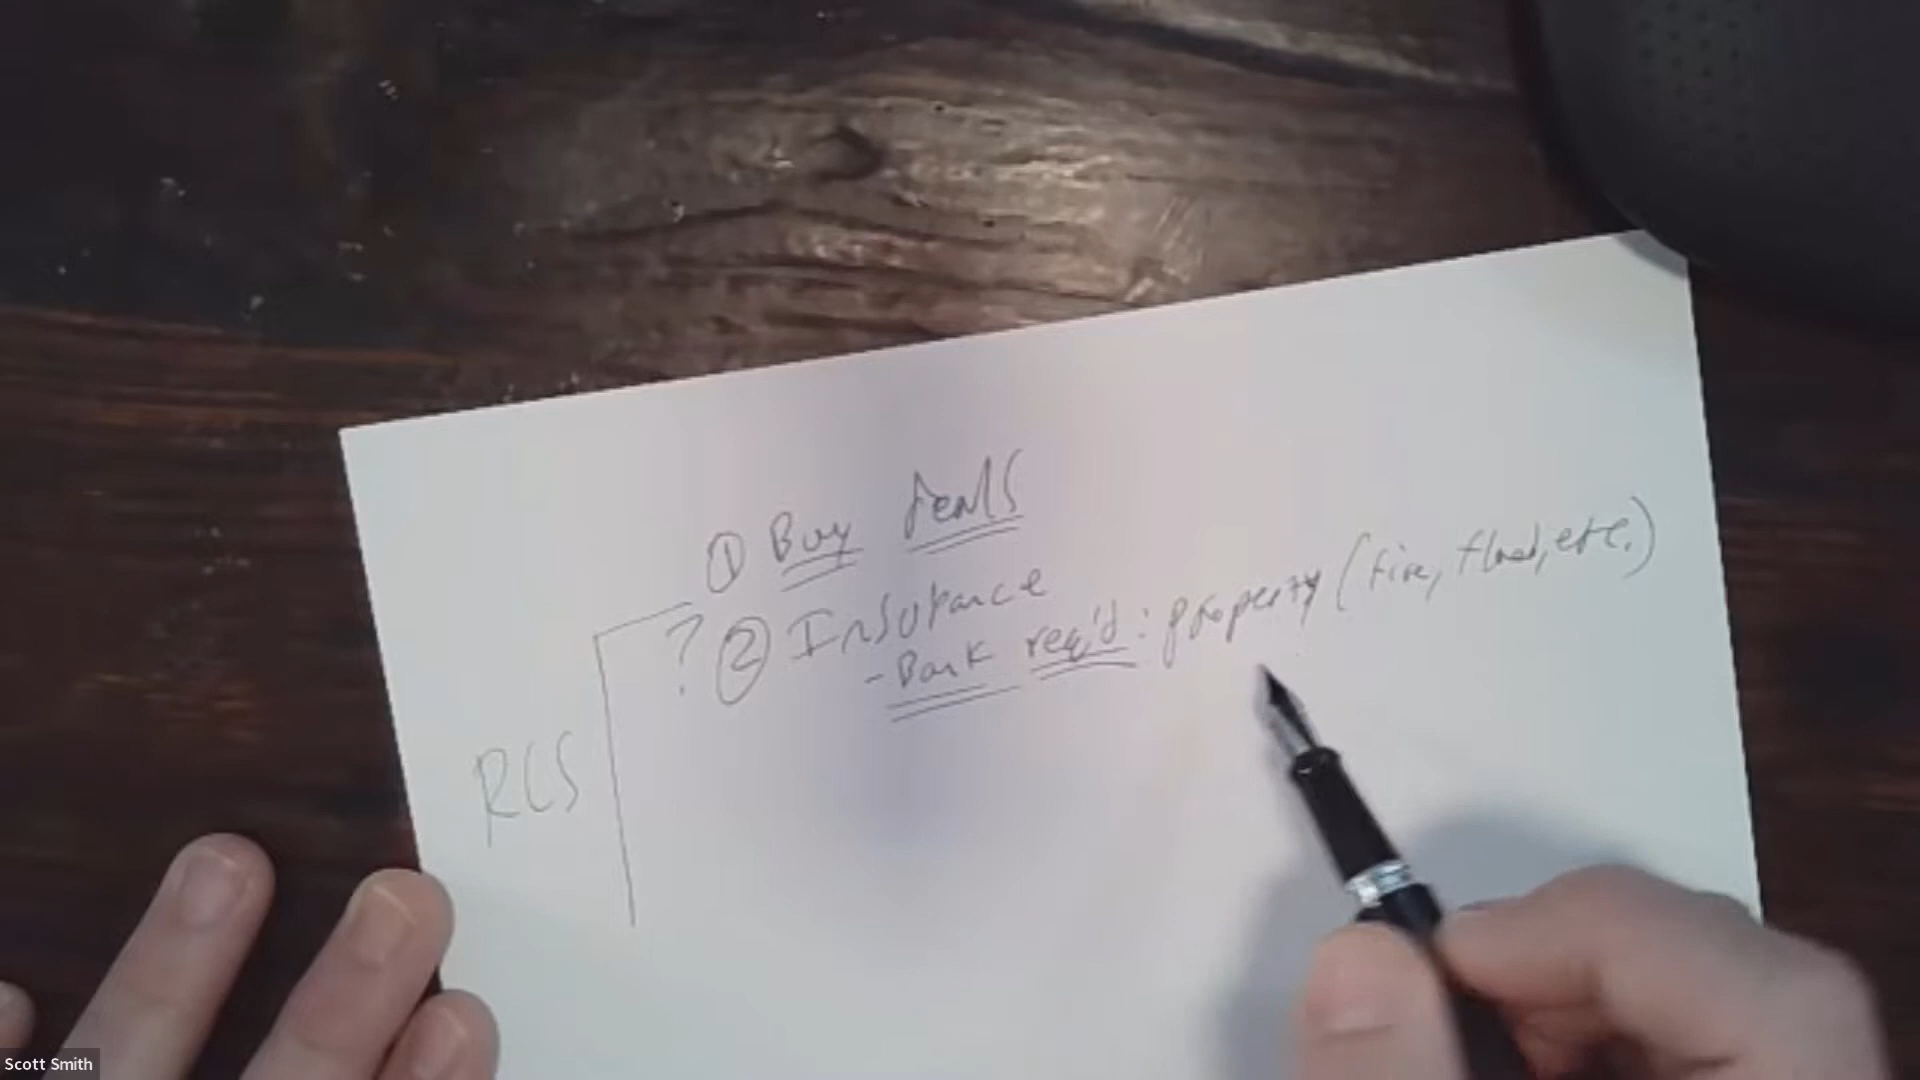 ① Buy deals
? ② Insurance
- Bank req'd: property (fire, flood, etc.)
RCS
Scott Smith